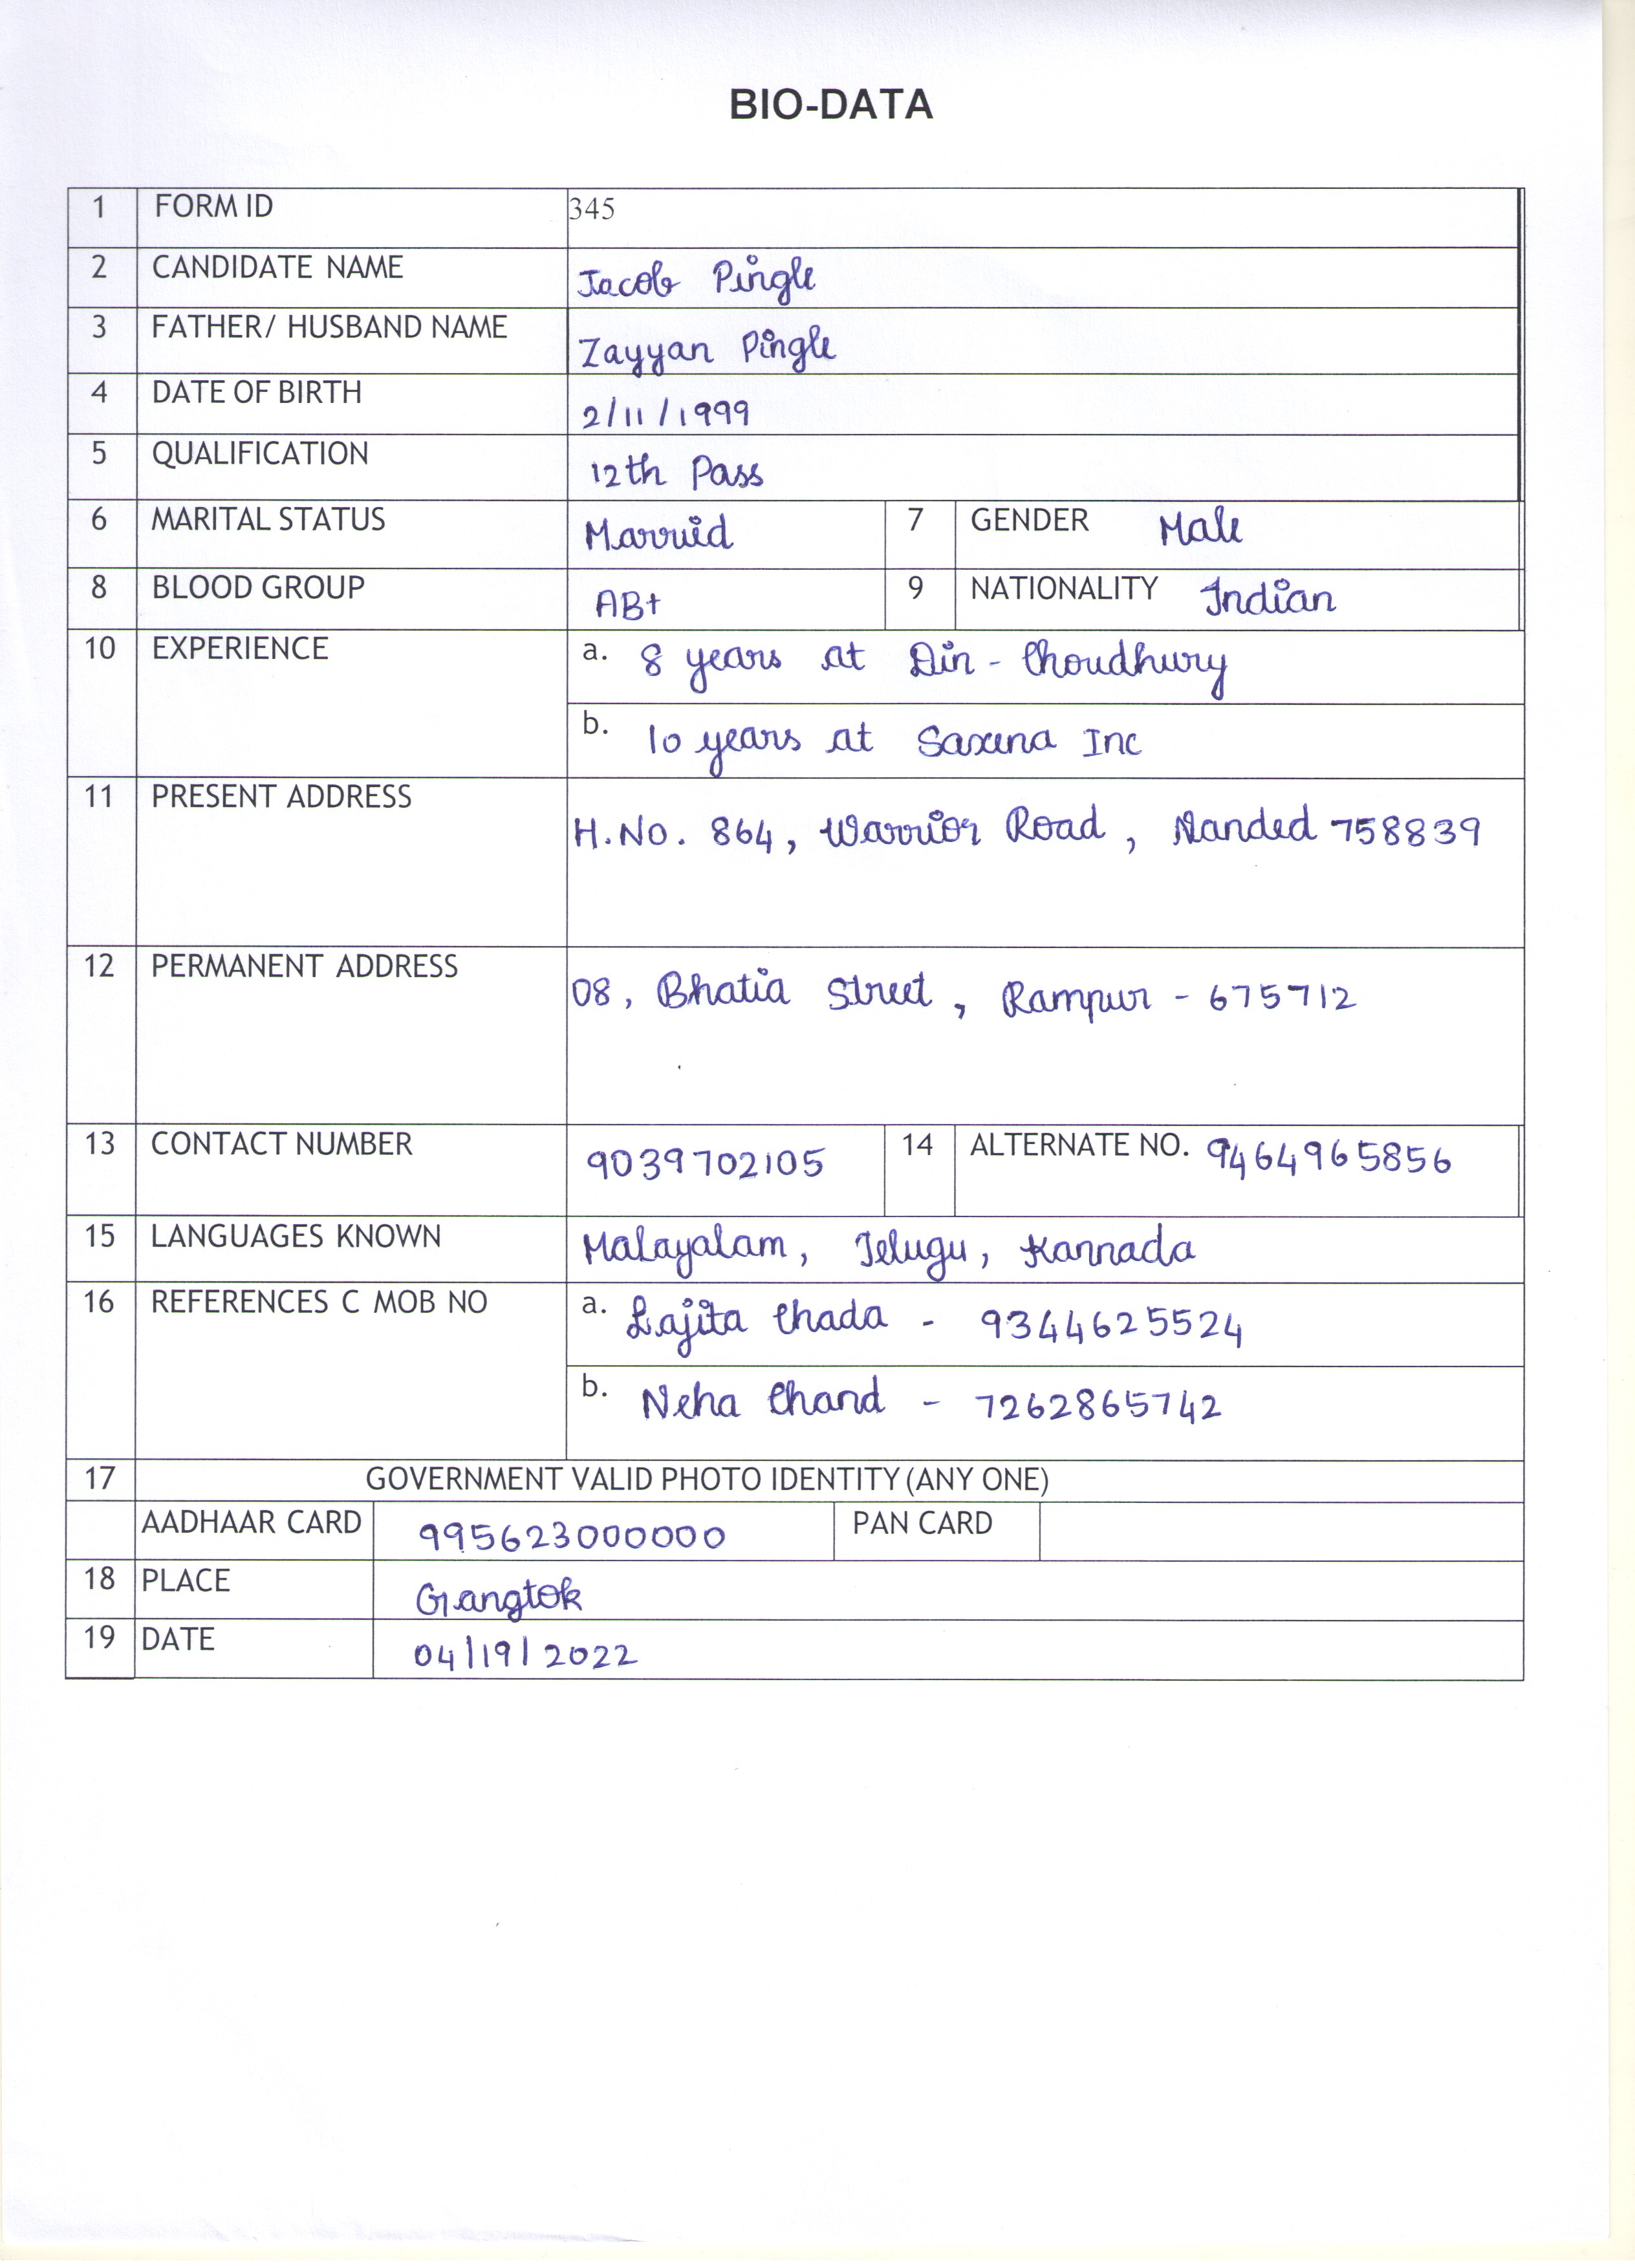 BIO-DATA
1 FORM ID 345
2 CANDIDATE NAME Jacob Pingle
3 FATHER/ HUSBAND NAME Zayyan Pingle
4 DATE OF BIRTH 2/11/1999
5 QUALIFICATION 12th Pass
6 MARITAL STATUS Married 7 GENDER Male
8 BLOOD GROUP AB+ 9 NATIONALITY Indian
10 EXPERIENCE a. 8 years at Din - Choudhury
b. 10 years at Saxena Inc
11 PRESENT ADDRESS H.No. 864, Warrior Road, Nanded 758839
12 PERMANENT ADDRESS 08, Bhatia Street, Rampur - 675712
13 CONTACT NUMBER 9039702105 14 ALTERNATE NO. 9464965856
15 LANGUAGES KNOWN Malayalam, Telugu, Kannada
16 REFERENCES C MOB NO a. Lajita Chada - 9344625524
b. Neha Chand - 7262865742
17 GOVERNMENT VALID PHOTO IDENTITY (ANY ONE)
AADHAAR CARD 995623000000 PAN CARD
18 PLACE Gangtok
19 DATE 04/19/2022